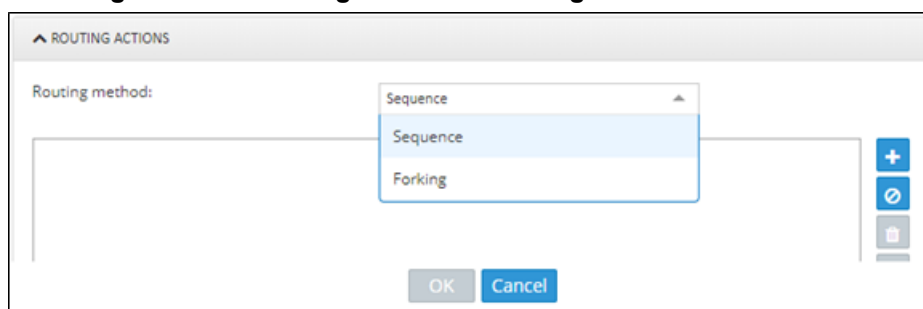 ROUTING ACTIONS
Routing method:
Sequence
Sequence
Forking
OK Cancel